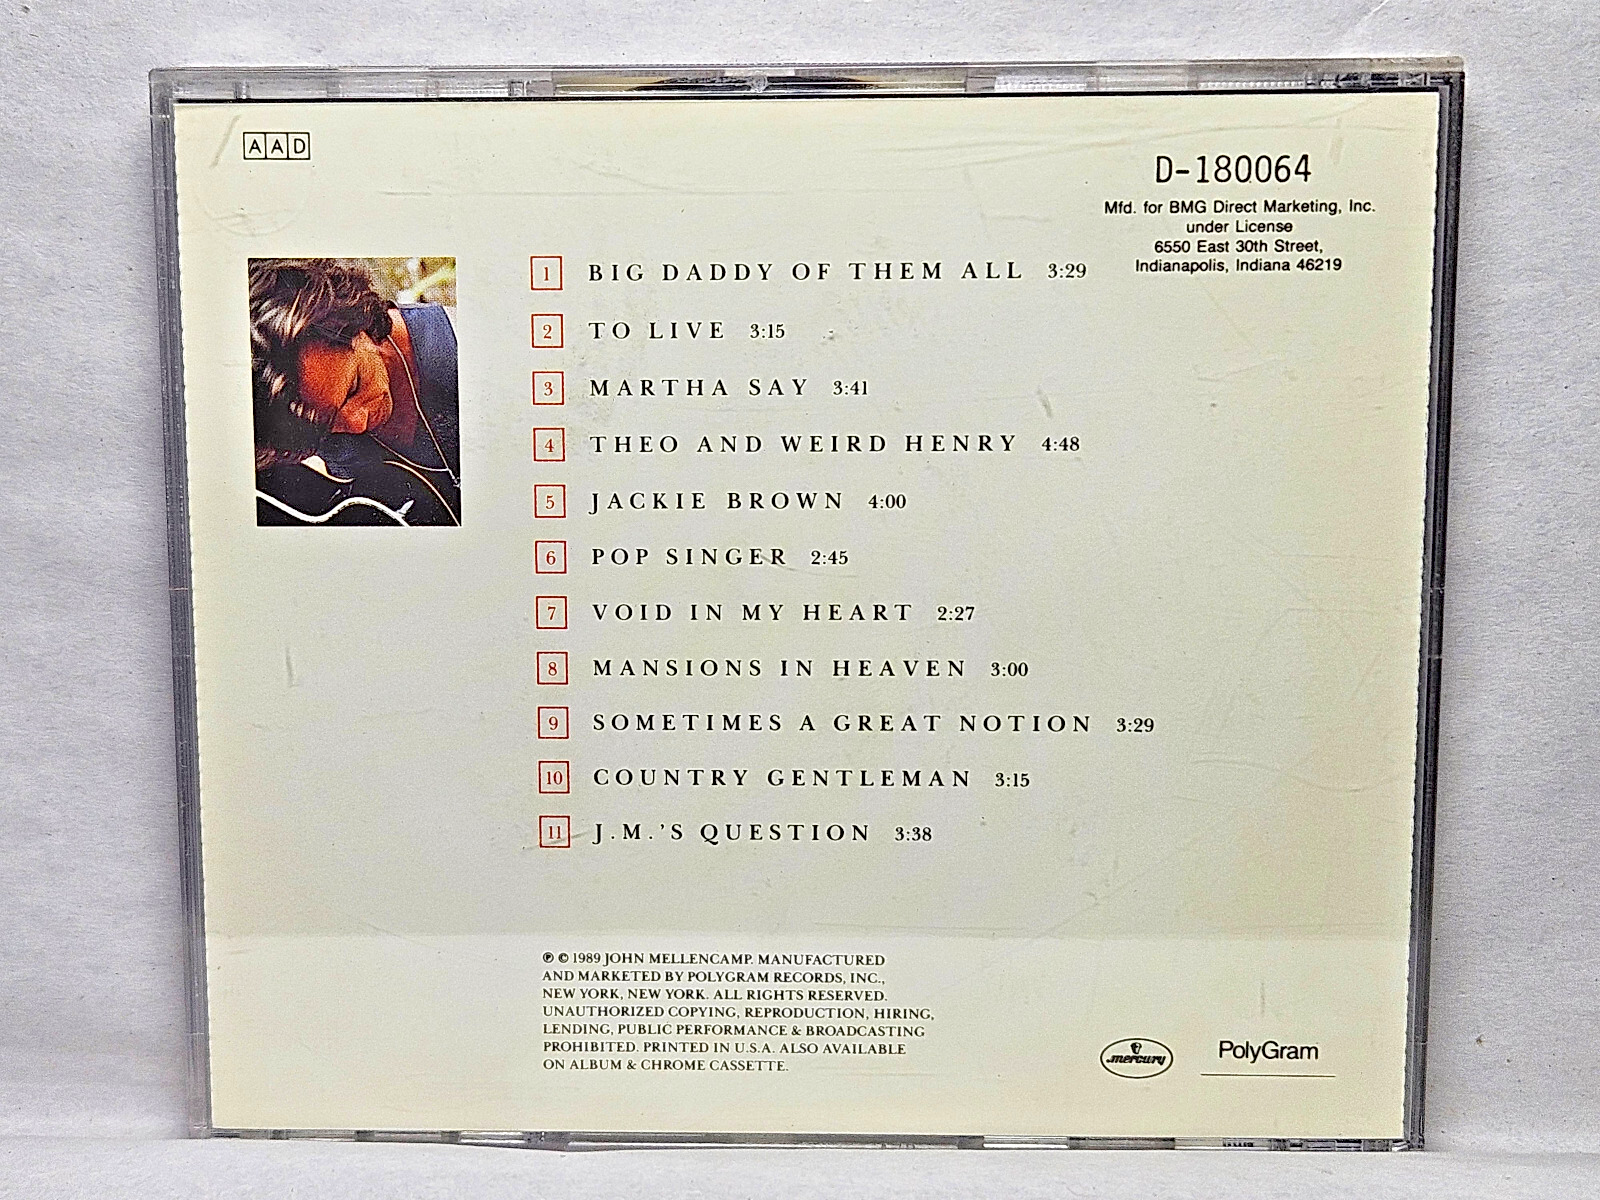 AAD
D-180064
Mfd. for BMG Direct Marketing, Inc.
under License
6550 East 30th Street,
Indianapolis, Indiana 46219
1 BIG DADDY OF THEM ALL 3:29
2 TO LIVE 3:15
3 MARTHA SAY 3:41
4 THEO AND WEIRD HENRY 4:48
5 JACKIE BROWN 4:00
6 POP SINGER 2:45
7 VOID IN MY HEART 2:27
8 MANSIONS IN HEAVEN 3:00
9 SOMETIMES A GREAT NOTION 3:29
10 COUNTRY GENTLEMAN 3:15
11 J.M.'S QUESTION 3:38
℗ © 1989 JOHN MELLENCAMP. MANUFACTURED
AND MARKETED BY POLYGRAM RECORDS, INC.,
NEW YORK, NEW YORK. ALL RIGHTS RESERVED.
UNAUTHORIZED COPYING, REPRODUCTION, HIRING,
LENDING, PUBLIC PERFORMANCE & BROADCASTING
PROHIBITED. PRINTED IN U.S.A. ALSO AVAILABLE
ON ALBUM & CHROME CASSETTE.
mercury
PolyGram